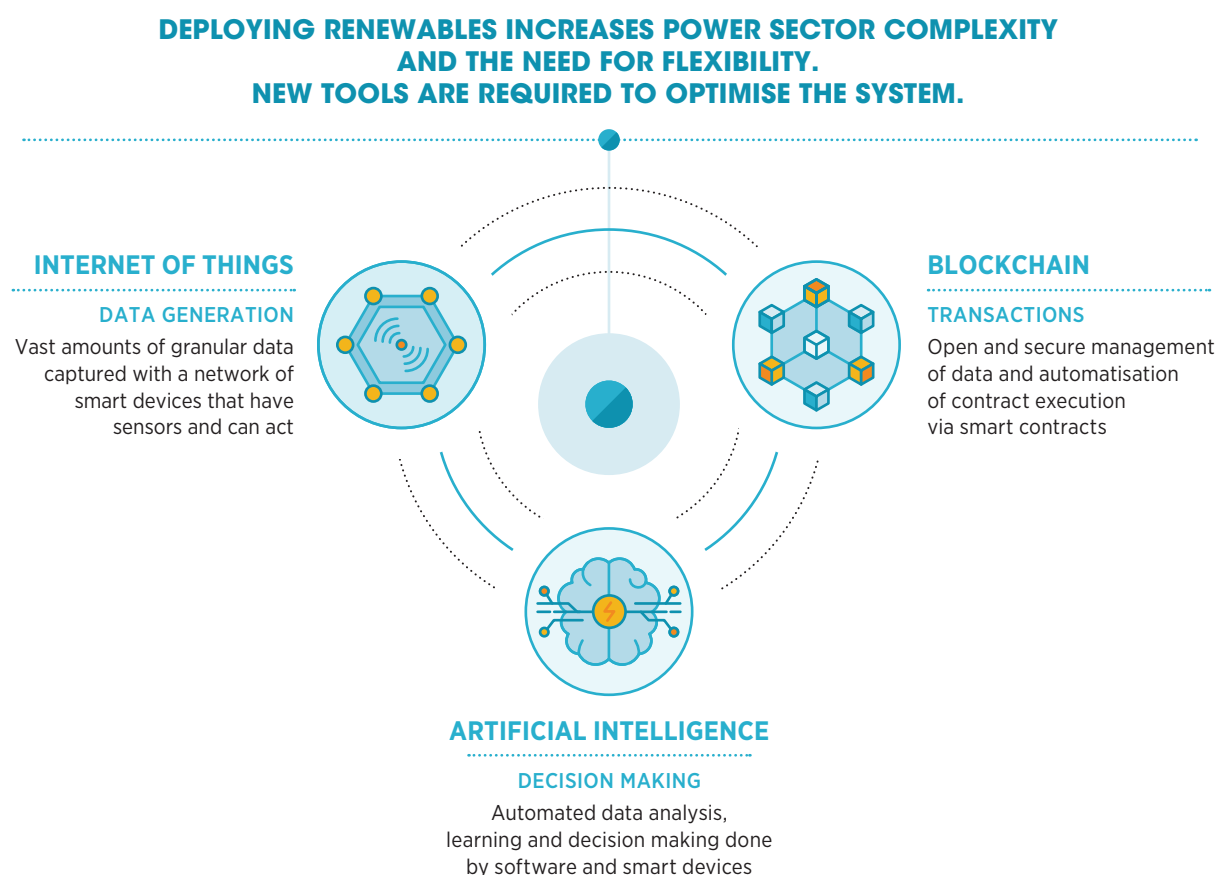 DEPLOYING RENEWABLES INCREASES POWER SECTOR COMPLEXITY
AND THE NEED FOR FLEXIBILITY.
NEW TOOLS ARE REQUIRED TO OPTIMISE THE SYSTEM.
INTERNET OF THINGS
DATA GENERATION
Vast amounts of granular data
captured with a network of
smart devices that have
sensors and can act
BLOCKCHAIN
TRANSACTIONS
Open and secure management
of data and automatisation
of contract execution
via smart contracts
ARTIFICIAL INTELLIGENCE
DECISION MAKING
Automated data analysis,
learning and decision making done
by software and smart devices